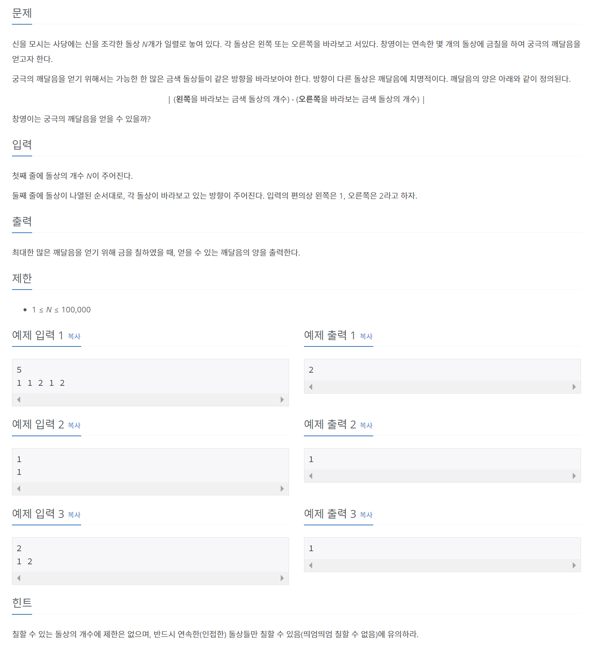 문제
신을 모시는 사당에는 신을 조각한 돌상 N개가 일렬로 놓여 있다. 각 돌상은 왼쪽 또는 오른쪽을 바라보고 서있다. 창영이는 연속한 몇 개의 돌상에 금칠을 하여 궁극의 깨달음을
얻고자 한다.
궁극의 깨달음을 얻기 위해서는 가능한 한 많은 금색 돌상들이 같은 방향을 바라보아야 한다. 방향이 다른 돌상은 깨달음에 치명적이다. 깨달음의 양은 아래와 같이 정의된다.
| (왼쪽을 바라보는 금색 돌상의 개수) - (오른쪽을 바라보는 금색 돌상의 개수) |
창영이는 궁극의 깨달음을 얻을 수 있을까?
입력
첫째 줄에 돌상의 개수 N이 주어진다.
둘째 줄에 돌상이 나열된 순서대로, 각 돌상이 바라보고 있는 방향이 주어진다. 입력의 편의상 왼쪽은 1, 오른쪽은 2라고 하자.
출력
최대한 많은 깨달음을 얻기 위해 금을 칠하였을 때, 얻을 수 있는 깨달음의 양을 출력한다.
제한
• 1 ≤ N ≤ 100,000
예제 입력 1 복사
5
1 1 2 1 2
예제 출력 1 복사
2
예제 입력 2 복사
1
1
예제 출력 2 복사
1
예제 입력 3 복사
2
1 2
예제 출력 3 복사
1
힌트
칠할 수 있는 돌상의 개수에 제한은 없으며, 반드시 연속한(인접한) 돌상들만 칠할 수 있음(띄엄띄엄 칠할 수 없음)에 유의하라.